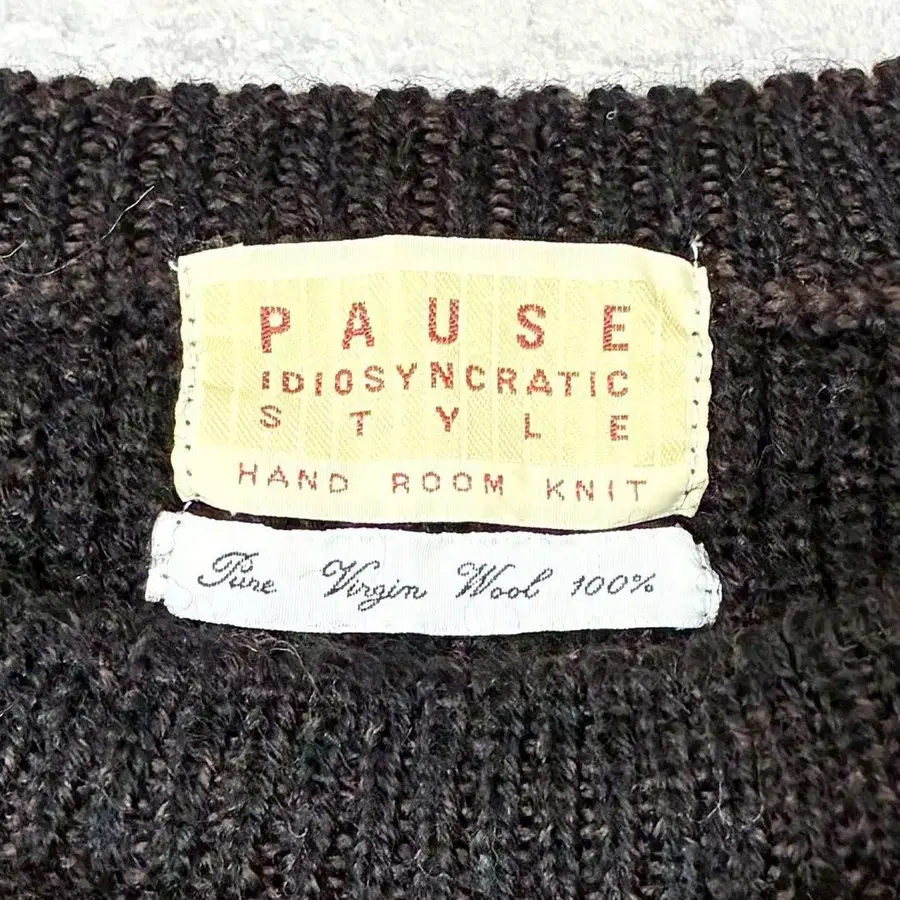 PAUSE
IDIOSYNCRATIC
STYLE
HAND ROOM KNIT
Pure Virgin Wool 100%